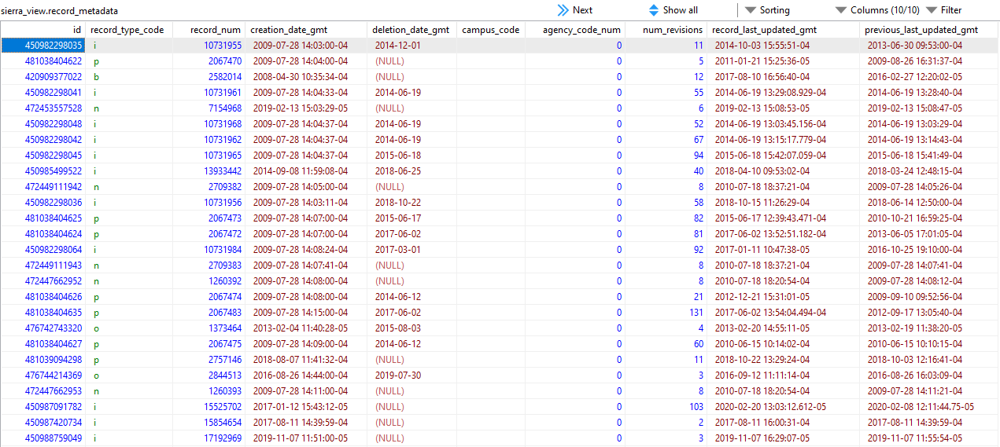 sierra_view.record_metadata Next Show all Sorting Columns (10/10) Filter
id record_type_code record_num creation_date_gmt deletion_date_gmt campus_code agency_code_num num_revisions record_last_updated_gmt previous_last_updated_gmt
450982298035 i 10731955 2009-07-28 14:03:00-04 2014-12-01 0 11 2014-10-03 15:55:51-04 2013-06-30 09:53:00-04
481038404622 p 2067470 2009-07-28 14:04:00-04 (NULL) 0 5 2011-01-21 15:25:36-05 2009-08-26 16:31:37-04
420909377022 b 2582014 2008-04-30 10:35:34-04 (NULL) 0 12 2017-08-10 16:56:40-04 2016-02-27 12:20:02-05
450982298041 i 10731961 2009-07-28 14:04:33-04 2014-06-19 0 55 2014-06-19 13:29:08.929-04 2014-06-19 13:28:40-04
472453557528 n 7154968 2019-02-13 15:03:29-05 (NULL) 0 6 2019-02-13 15:08:53-05 2019-02-13 15:08:47-05
450982298048 i 10731968 2009-07-28 14:04:37-04 2014-06-19 0 52 2014-06-19 13:03:45.156-04 2014-06-19 13:03:29-04
450982298042 i 10731962 2009-07-28 14:04:37-04 2014-06-19 0 67 2014-06-19 13:15:17.779-04 2014-06-19 13:14:43-04
450982298045 i 10731965 2009-07-28 14:04:37-04 2015-06-18 0 94 2015-06-18 15:42:07.059-04 2015-06-18 15:41:49-04
450985499522 i 13933442 2014-09-08 11:59:08-04 2018-06-25 0 40 2018-04-10 09:53:02-04 2018-03-24 12:48:15-04
472449111942 n 2709382 2009-07-28 14:05:00-04 (NULL) 0 8 2010-07-18 18:37:21-04 2009-07-28 14:05:26-04
450982298036 i 10731956 2009-07-28 14:03:11-04 2018-10-22 0 58 2018-10-15 11:26:29-04 2018-06-14 12:50:00-04
481038404625 p 2067473 2009-07-28 14:07:00-04 2015-06-17 0 82 2015-06-17 12:39:43.471-04 2010-10-21 16:59:25-04
481038404624 p 2067472 2009-07-28 14:07:00-04 2017-06-02 0 81 2017-06-02 13:52:51.182-04 2013-06-05 17:01:05-04
450982298064 i 10731984 2009-07-28 14:08:24-04 2017-03-01 0 92 2017-01-11 10:47:38-05 2016-10-25 19:10:00-04
472449111943 n 2709383 2009-07-28 14:07:41-04 (NULL) 0 8 2010-07-18 18:37:21-04 2009-07-28 14:07:41-04
472447662952 n 1260392 2009-07-28 14:08:00-04 (NULL) 0 8 2010-07-18 18:20:54-04 2009-07-28 14:08:12-04
481038404626 p 2067474 2009-07-28 14:08:00-04 2014-06-12 0 21 2012-12-21 15:31:01-05 2009-09-10 09:52:56-04
481038404635 p 2067483 2009-07-28 14:15:00-04 2017-06-02 0 131 2017-06-02 13:54:04.494-04 2012-09-17 13:05:40-04
476742743320 o 1373464 2013-02-04 11:40:28-05 2015-08-03 0 4 2013-02-20 14:55:11-05 2013-02-19 11:38:20-05
481038404627 p 2067475 2009-07-28 14:09:00-04 2014-06-12 0 60 2010-06-15 10:14:02-04 2010-06-15 10:10:15-04
481039094298 p 2757146 2018-08-07 11:41:32-04 (NULL) 0 11 2018-10-22 13:29:24-04 2018-10-03 12:16:41-04
476744214369 o 2844513 2016-08-26 14:44:00-04 2019-07-30 0 3 2016-09-12 11:11:14-04 2016-08-26 16:03:09-04
472447662953 n 1260393 2009-07-28 14:11:00-04 (NULL) 0 8 2010-07-18 18:20:54-04 2009-07-28 14:11:21-04
450987091782 i 15525702 2017-01-12 15:43:12-05 (NULL) 0 103 2020-02-20 13:03:12.612-05 2020-02-08 12:11:44.75-05
450987420734 i 15854654 2017-08-11 14:39:59-04 (NULL) 0 2 2017-08-11 16:00:31-04 2017-08-11 14:39:59-04
450988759049 i 17192969 2019-11-07 11:51:00-05 (NULL) 0 3 2019-11-07 16:29:07-05 2019-11-07 11:55:54-05